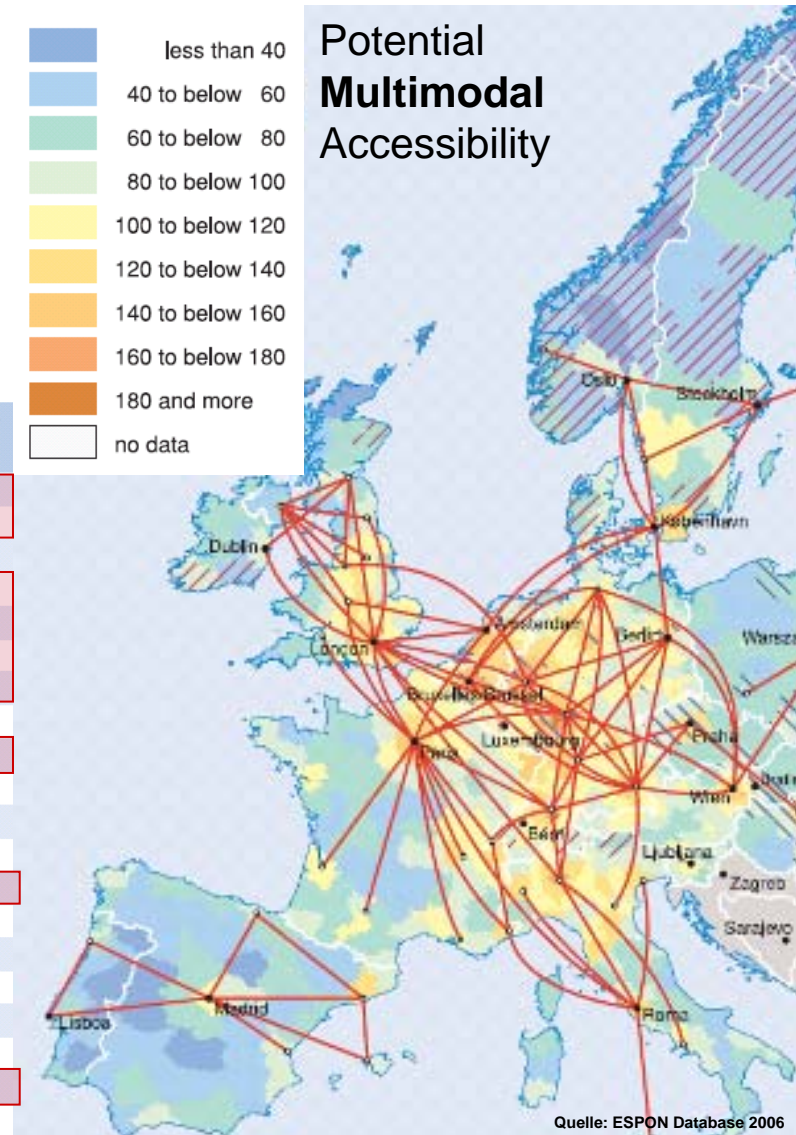 less than 40
40 to below 60
60 to below 80
80 to below 100
100 to below 120
120 to below 140
140 to below 160
160 to below 180
180 and more
no data
Potential
Multimodal
Accessibility
Oslo
Stockholm
København
Dublin
Amsterdam
Berlin
London
Bruxelles
Luxembourg
Paris
Praha
Wien
Bern
Ljubljana
Zagreb
Sarajevo
Madrid
Lisboa
Roma
Quelle: ESPON Database 2006